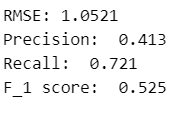 RMSE: 1.0521
Precision:  0.413
Recall:  0.721
F_1 score:  0.525